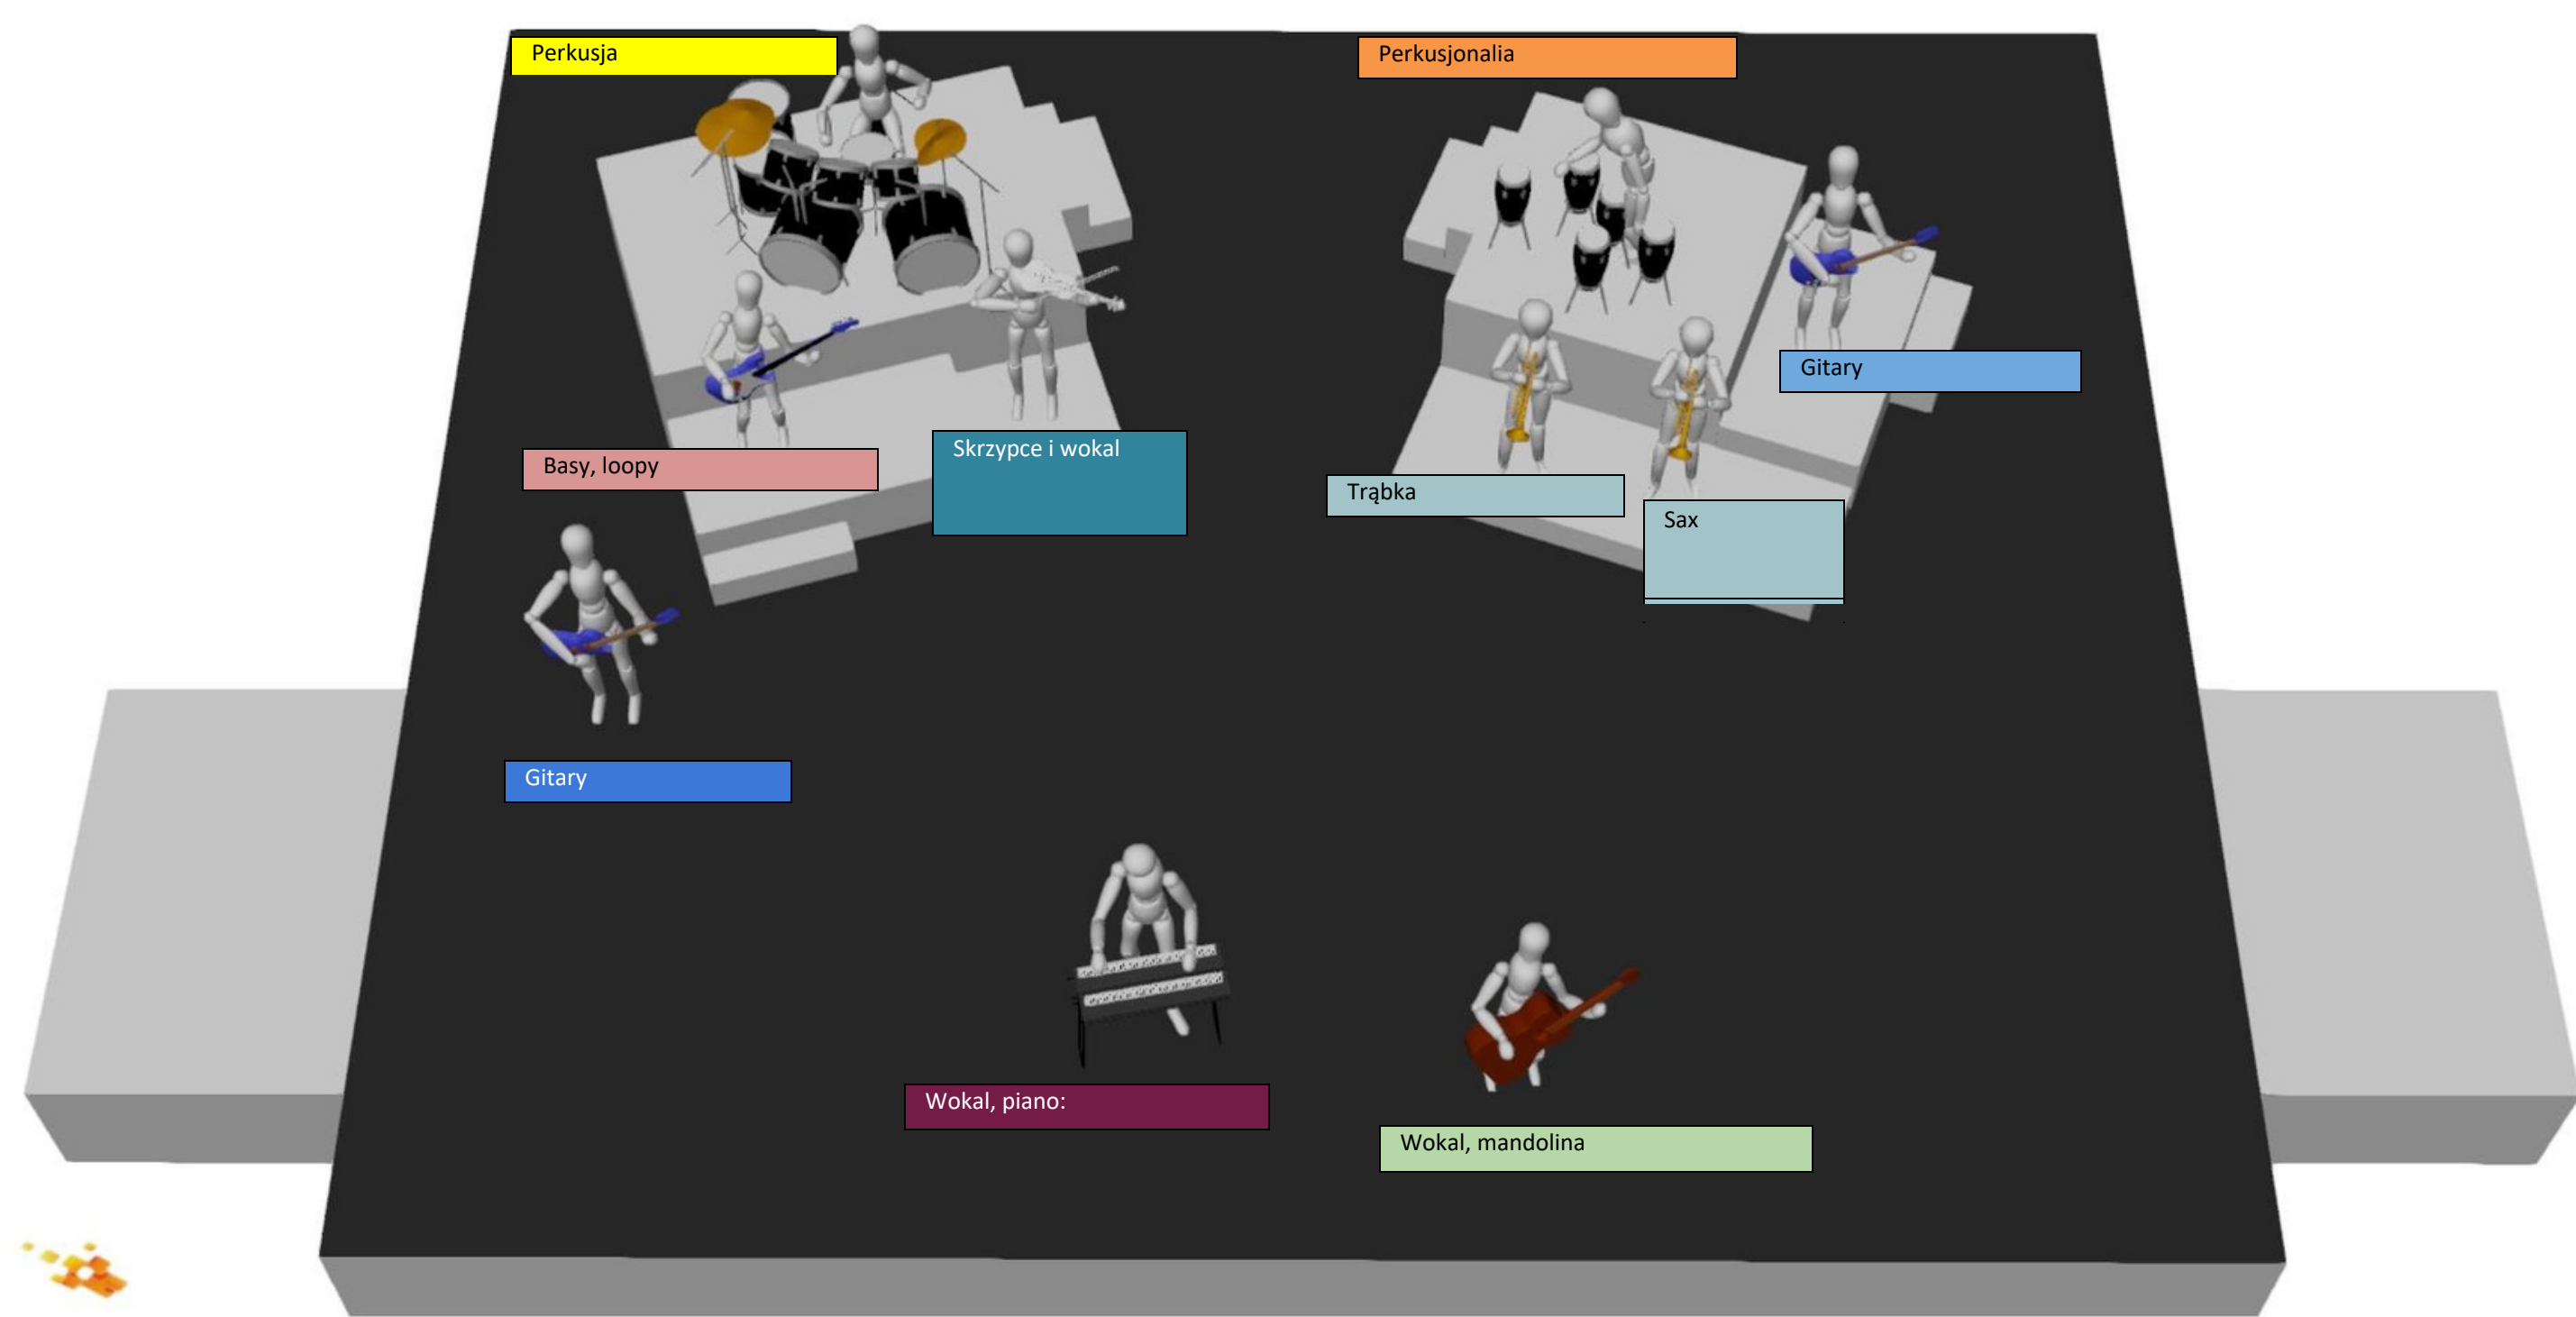 Perkusja
Perkusjonalia
Gitary
Basy, loopy
Skrzypce i wokal
Trąbka
Sax
Gitary
Wokal, piano:
Wokal, mandolina